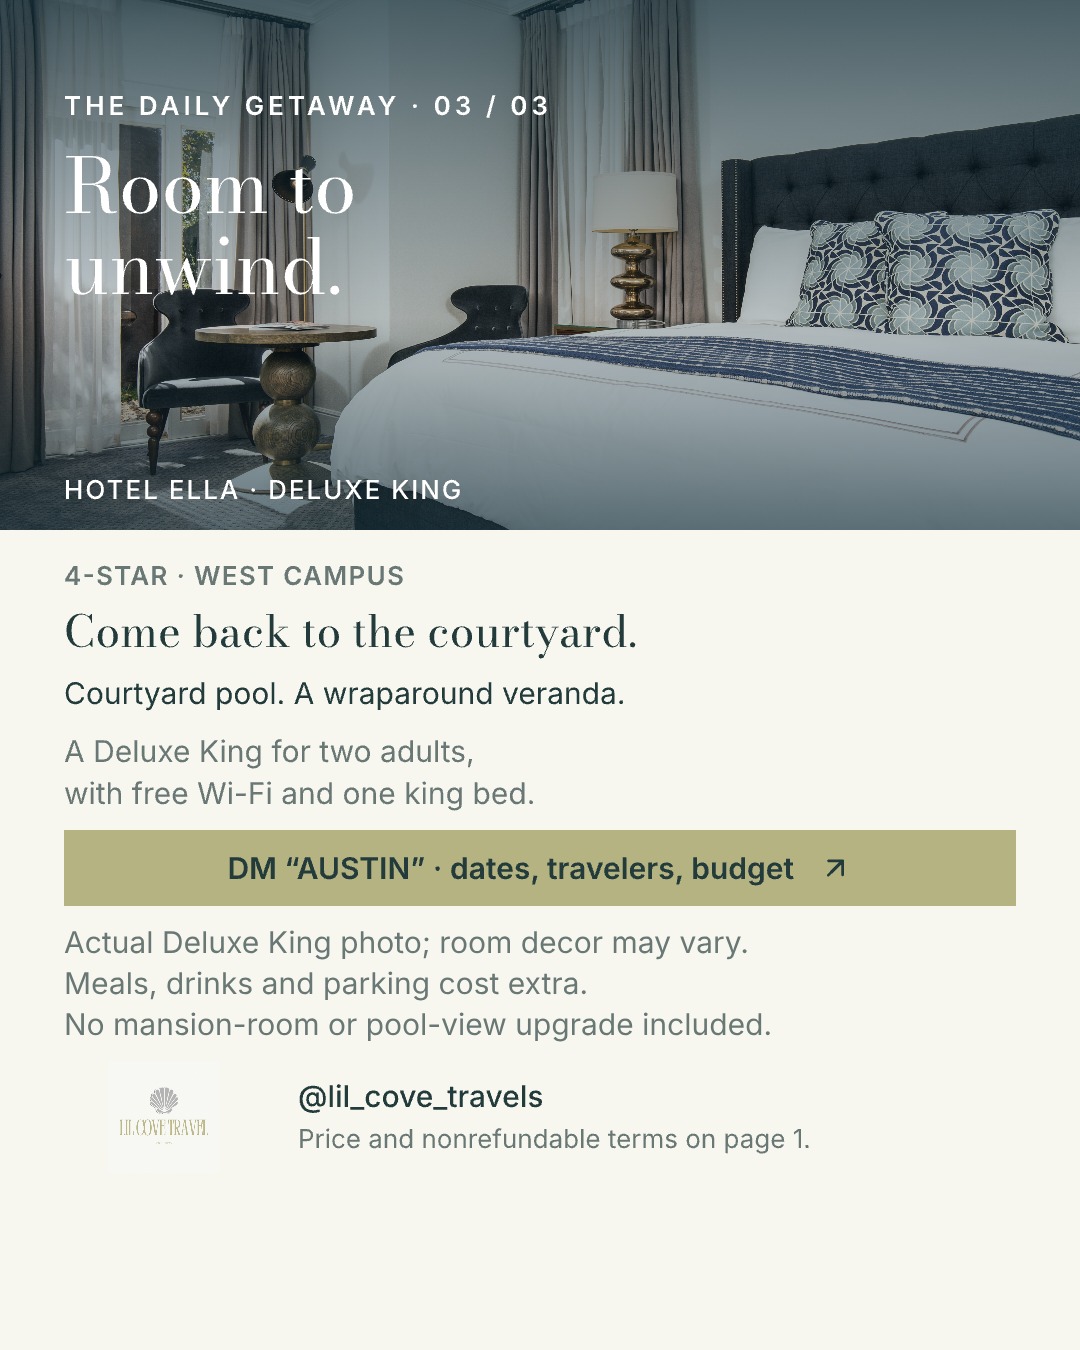 THE DAILY GETAWAY · 03 / 03
Room to
unwind.
HOTEL ELLA · DELUXE KING
4-STAR · WEST CAMPUS
Come back to the courtyard.
Courtyard pool. A wraparound veranda.
A Deluxe King for two adults,
with free Wi-Fi and one king bed.
DM “AUSTIN” · dates, travelers, budget ↗
Actual Deluxe King photo; room decor may vary.
Meals, drinks and parking cost extra.
No mansion-room or pool-view upgrade included.
LIL COVE TRAVEL
@lil_cove_travels
Price and nonrefundable terms on page 1.